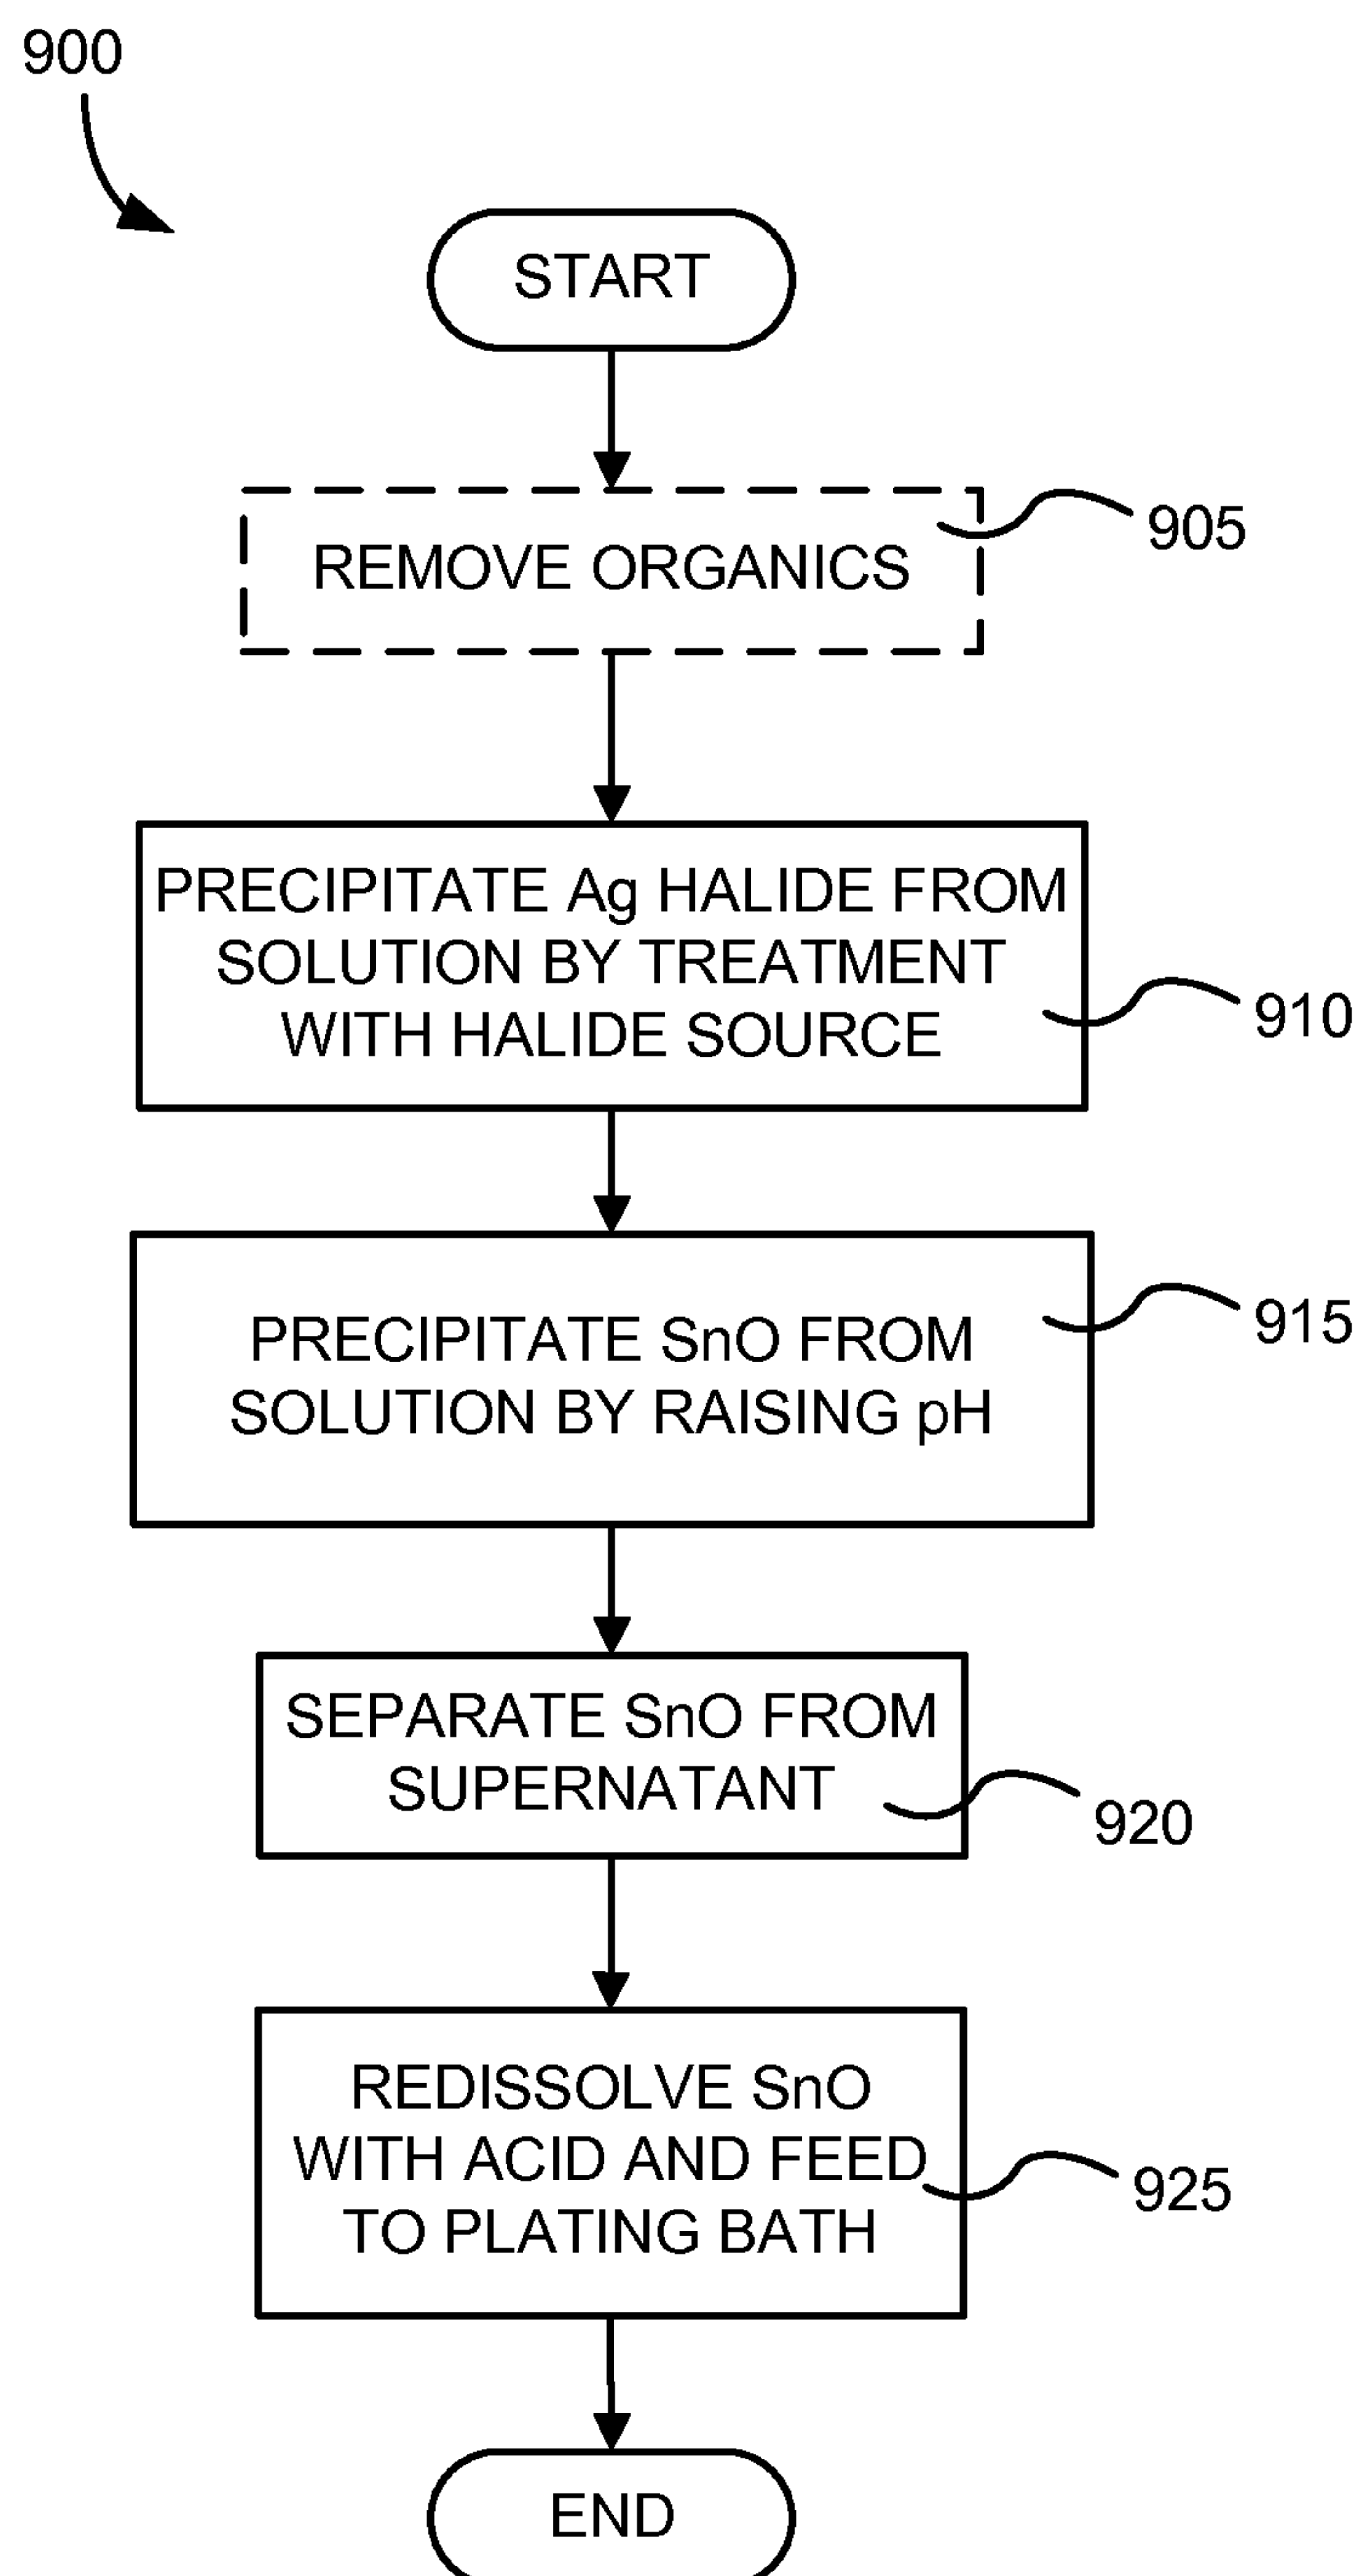 900
START
REMOVE ORGANICS
905
PRECIPITATE Ag HALIDE FROM
SOLUTION BY TREATMENT
WITH HALIDE SOURCE
910
PRECIPITATE SnO FROM
SOLUTION BY RAISING pH
915
SEPARATE SnO FROM
SUPERNATANT
920
REDISSOLVE SnO
WITH ACID AND FEED
TO PLATING BATH
925
END